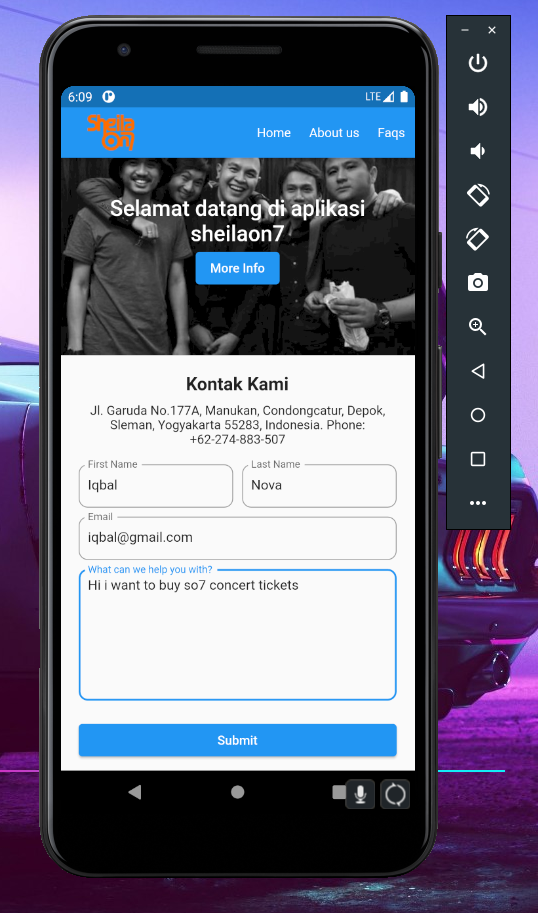 6:09
LTE
Sheila
On7
Home About us Faqs
Selamat datang di aplikasi
sheilaon7
More Info
Kontak Kami
Jl. Garuda No.177A, Manukan, Condongcatur, Depok,
Sleman, Yogyakarta 55283, Indonesia. Phone:
+62-274-883-507
First Name Last Name
Iqbal Nova
Email
iqbal@gmail.com
What can we help you with?
Hi i want to buy so7 concert tickets
Submit